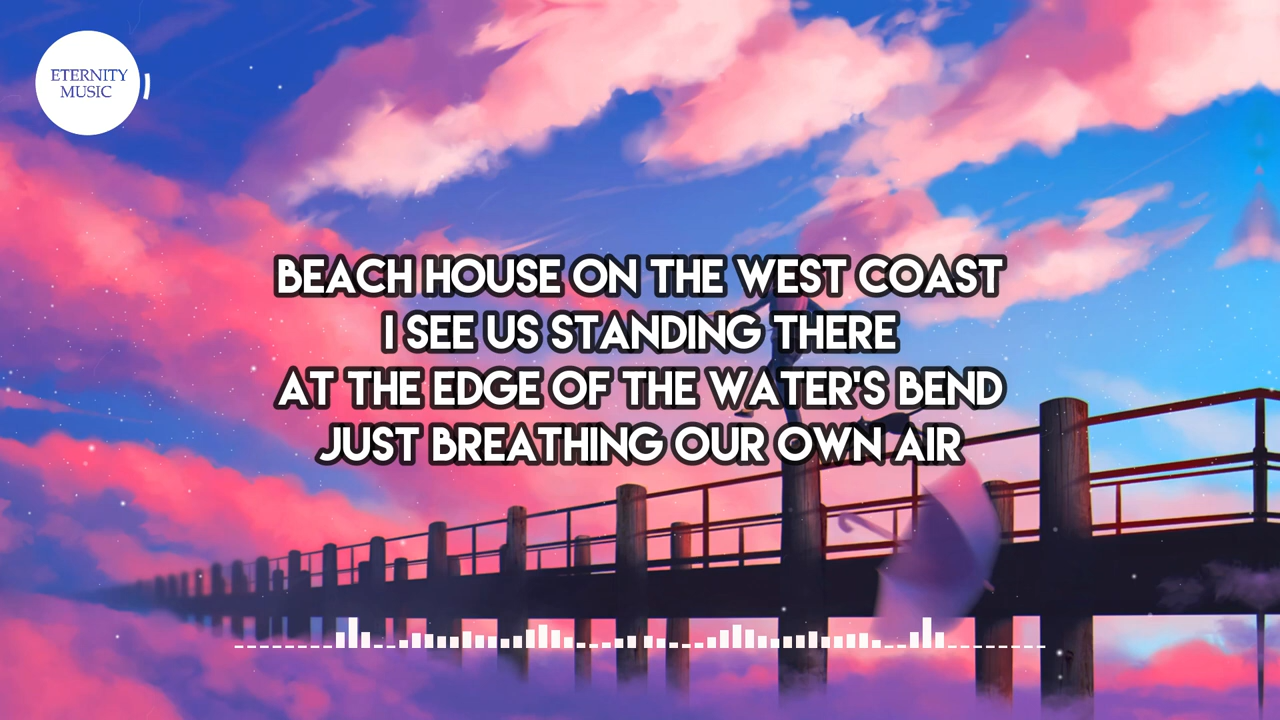 ETERNITY
MUSIC
BEACH HOUSE ON THE WEST COAST
I SEE US STANDING THERE
AT THE EDGE OF THE WATER'S BEND
JUST BREATHING OUR OWN AIR